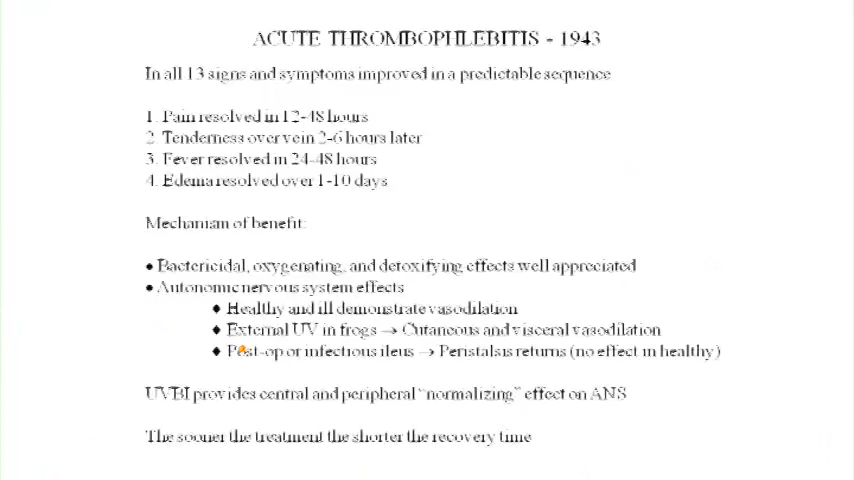 ACUTE THROMBOPHLEBITIS - 1943
In all 13 signs and symptoms improved in a predictable sequence
1. Pain resolved in 12-48 hours
2. Tenderness over vein 2-6 hours later
3. Fever resolved in 24-48 hours
4. Edema resolved over 1-10 days
Mechanism of benefit:
• Bactericidal, oxygenating, and detoxifying effects well appreciated
• Autonomic nervous system effects
♦ Healthy and ill demonstrate vasodilation
♦ External UV in frogs → Cutaneous and visceral vasodilation
♦ Post-op or infectious ileus → Peristalsis returns (no effect in healthy)
UVBI provides central and peripheral "normalizing" effect on ANS
The sooner the treatment the shorter the recovery time